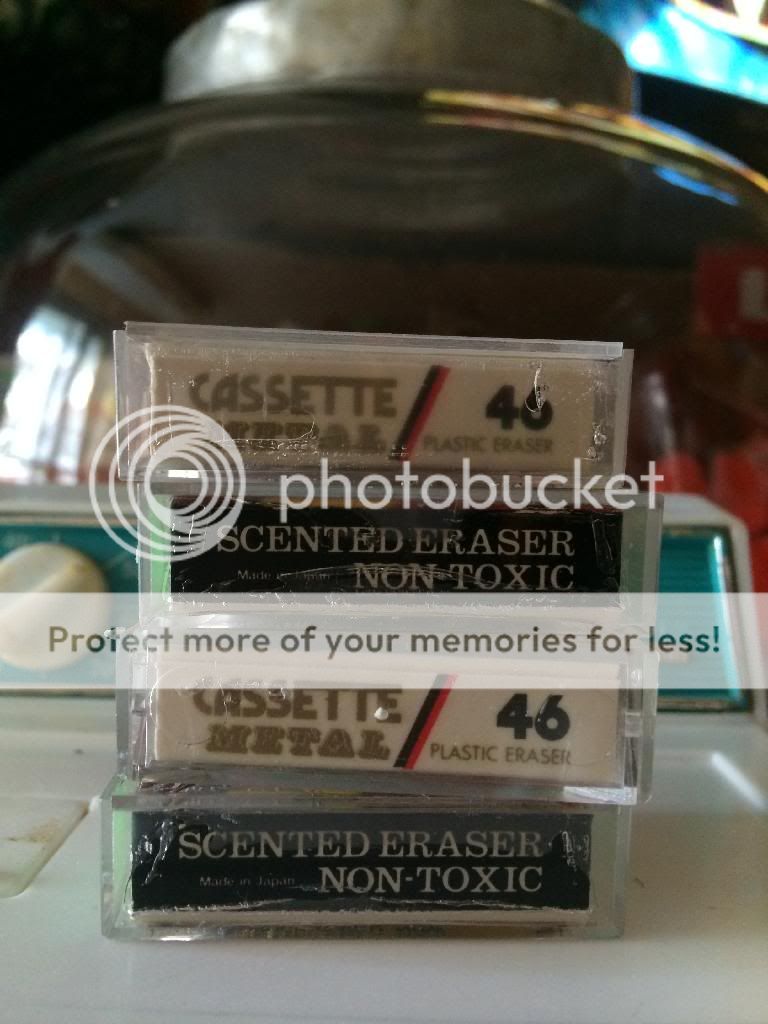 CASSETTE
METAL
46
PLASTIC ERASER
photobucket
SCENTED ERASER
Made in Japan NON-TOXIC
Protect more of your memories for less!
CASSETTE
METAL
46
PLASTIC ERASER
SCENTED ERASER
Made in Japan NON-TOXIC